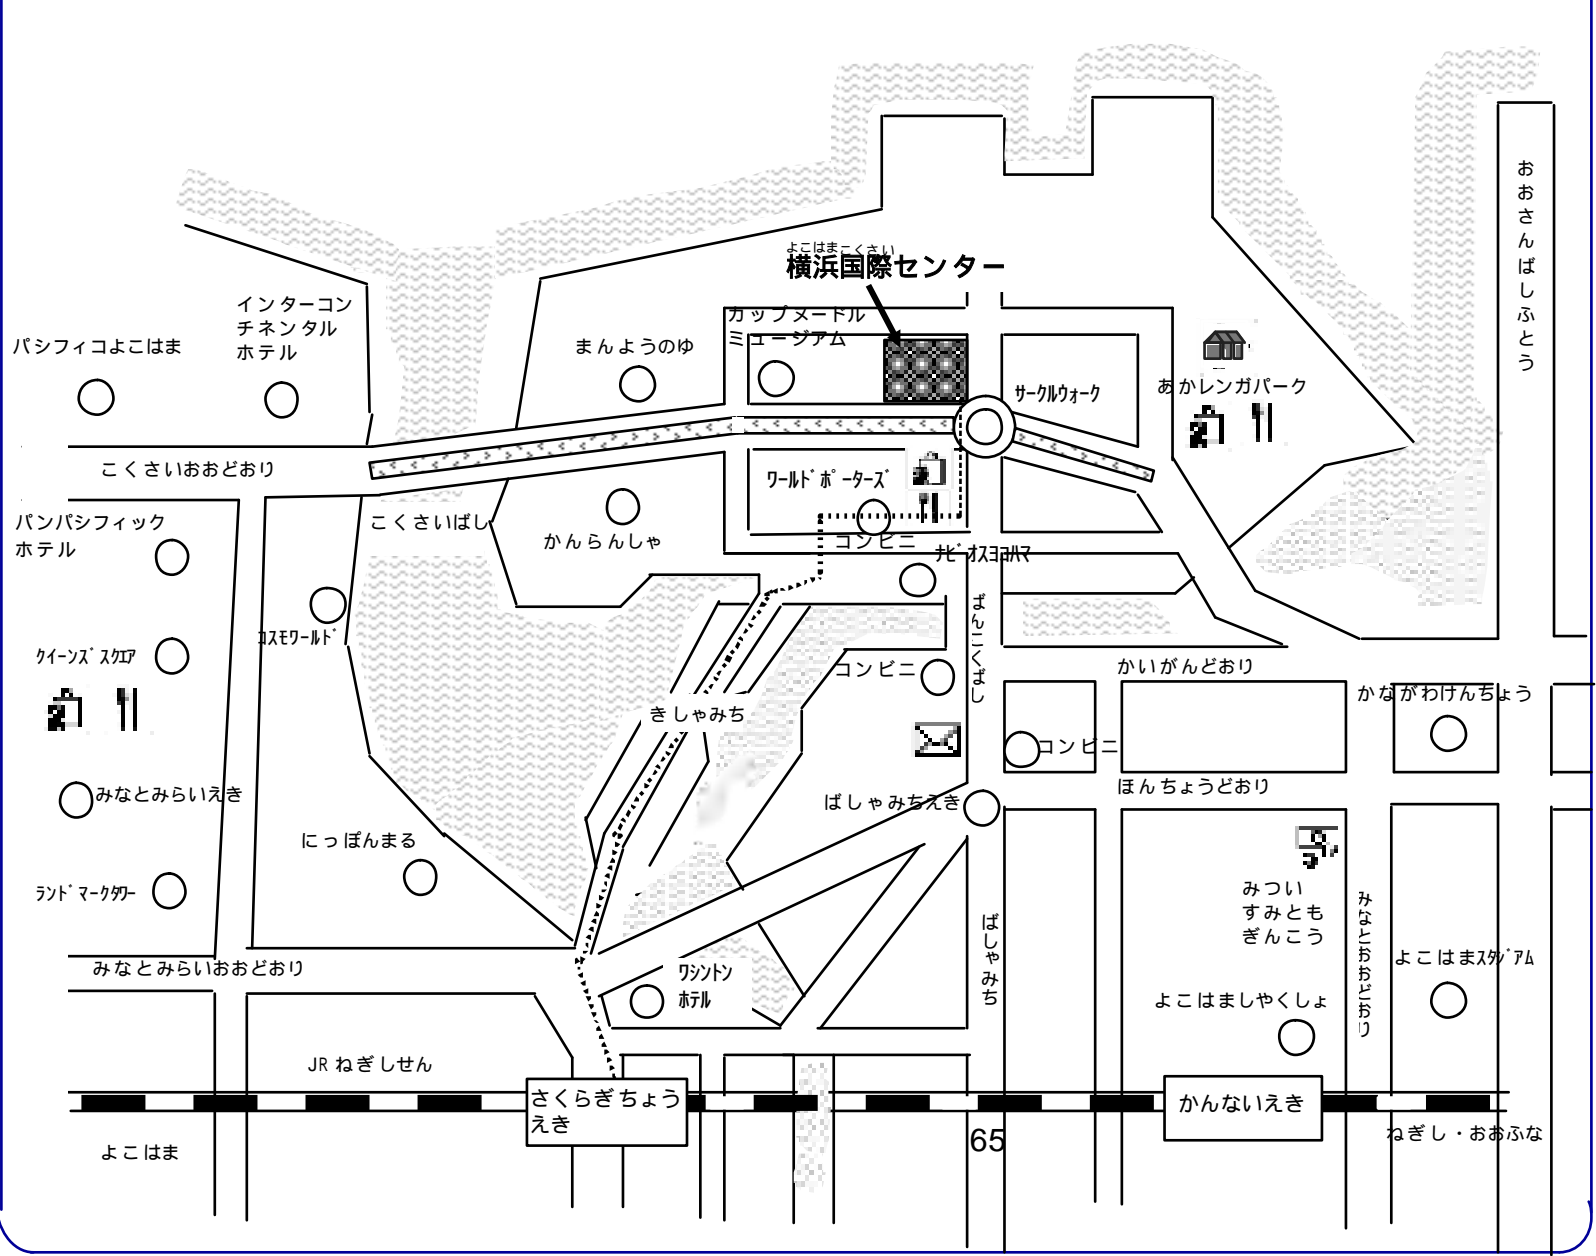 お
お
さ
ん
ば
し
ふ
と
う
よこはまこくさい
横浜国際センター
インターコン
チネンタル
ホテル
カップメードル
ミュージアム
パシフィコよこはま
まんようのゆ
ｻｰｸﾙｳｫｰｸ
あかレンガパーク
こくさいおおどおり
ﾜｰﾙﾄﾞﾎﾟｰﾀｰｽﾞ
パンパシフィック
ホテル
こくさいばし
かんらんしゃ
コンビニ
ﾅﾋﾞｵｽﾖｺﾊﾏ
ばんこくばし
ｺｽﾓﾜｰﾙﾄﾞ
ｸｲｰﾝｽﾞｽｸｴｱ
コンビニ
かいがんどおり
かながわけんちょう
きしゃみち
コンビニ
みなとみらいえき
ばしゃみちえき
ほんちょうどおり
にっぽんまる
ﾗﾝﾄﾞﾏｰｸﾀﾜｰ
みつい
すみとも
ぎんこう
みなとおおどおり
ばしゃみち
みなとみらいおおどおり
ﾜｼﾝﾄﾝ
ﾎﾃﾙ
よこはまｽﾀｼﾞｱﾑ
よこはましやくしょ
JR ねぎしせん
さくらぎちょう
えき
かんないえき
よこはま
65
ねぎし・おおふな